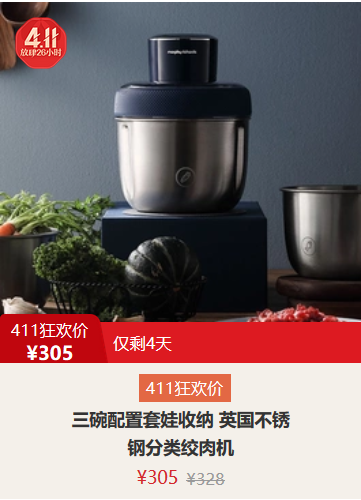 4.11
放肆26小时
morphy richards
411狂欢价
¥305
仅剩4天
411狂欢价
三碗配置套娃收纳 英国不锈
钢分类绞肉机
¥305 ¥328